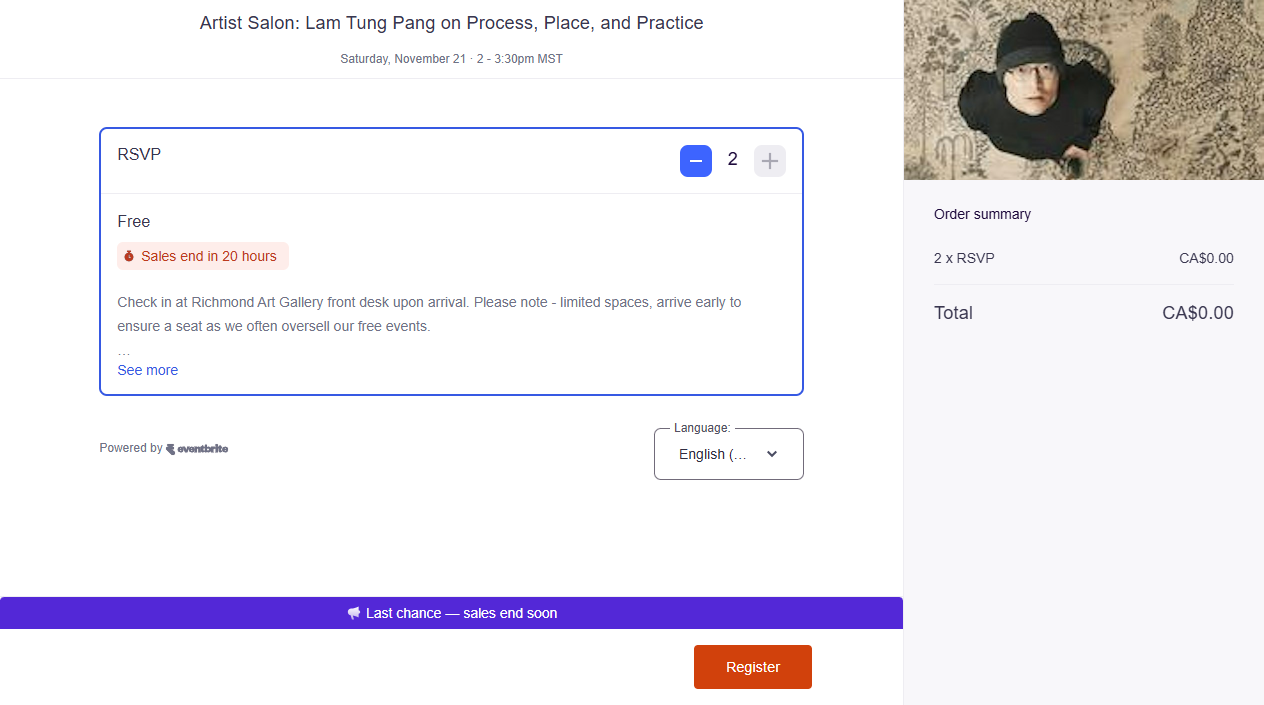 Artist Salon: Lam Tung Pang on Process, Place, and Practice
Saturday, November 21 · 2 - 3:30pm MST
RSVP
2
Free
Sales end in 20 hours
Check in at Richmond Art Gallery front desk upon arrival. Please note - limited spaces, arrive early to
ensure a seat as we often oversell our free events.
...
See more
Powered by eventbrite
Language:
English (...
Last chance — sales end soon
Register
Order summary
2 x RSVP CA$0.00
Total CA$0.00